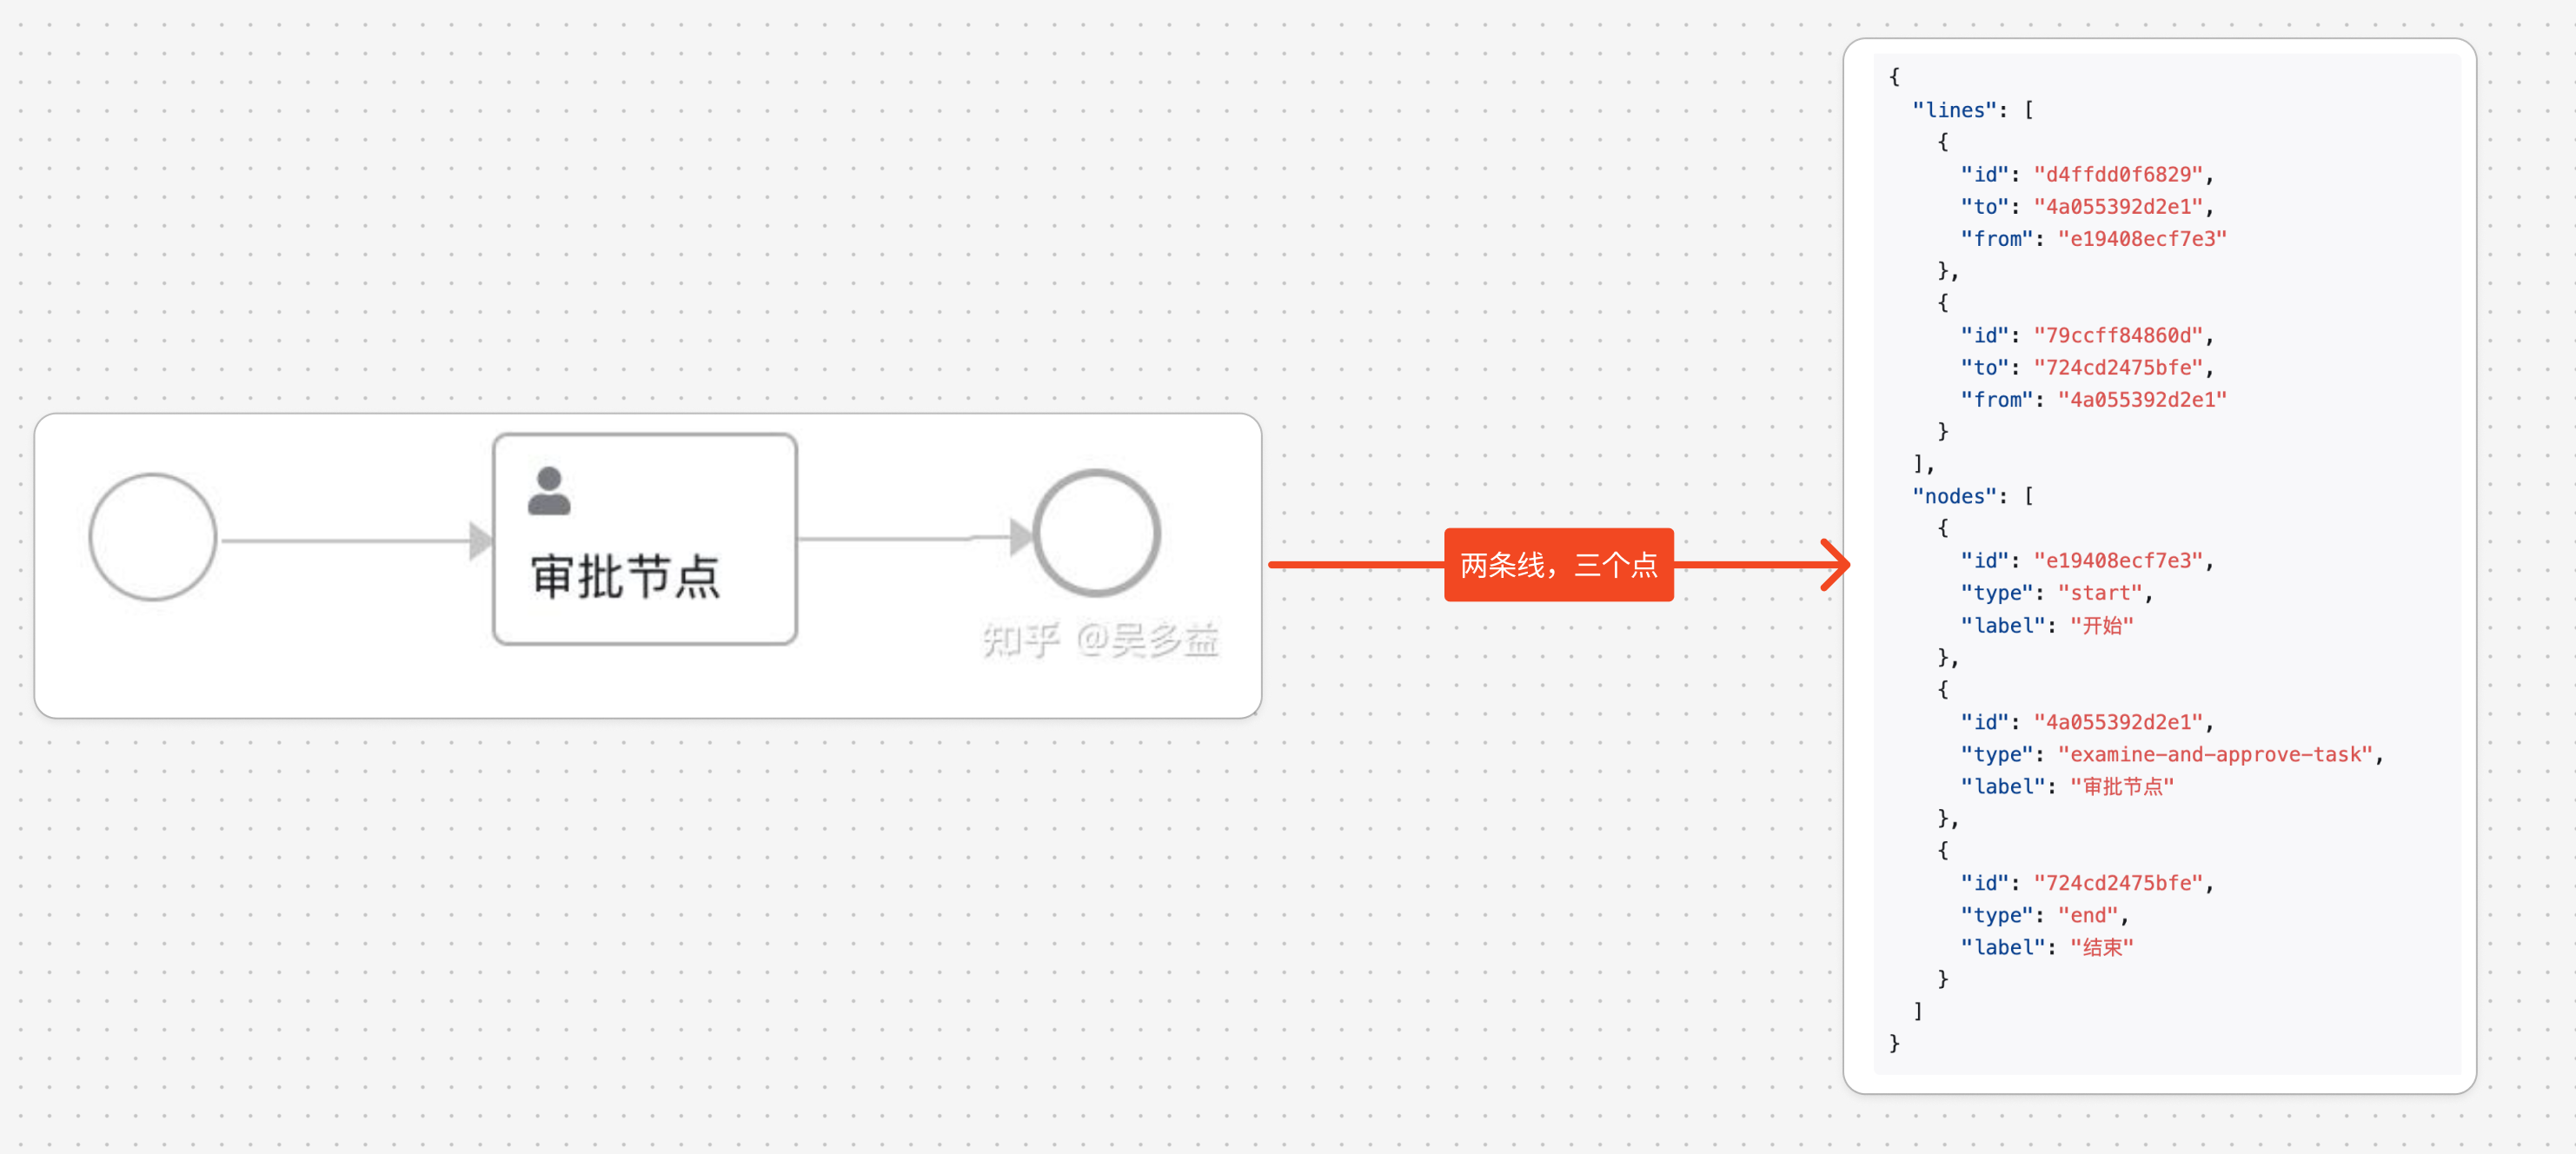 审批节点
知乎 @吴多益
两条线，三个点
{
  "lines": [
    {
      "id": "d4ffdd0f6829",
      "to": "4a055392d2e1",
      "from": "e19408ecf7e3"
    },
    {
      "id": "79ccff84860d",
      "to": "724cd2475bfe",
      "from": "4a055392d2e1"
    }
  ],
  "nodes": [
    {
      "id": "e19408ecf7e3",
      "type": "start",
      "label": "开始"
    },
    {
      "id": "4a055392d2e1",
      "type": "examine-and-approve-task",
      "label": "审批节点"
    },
    {
      "id": "724cd2475bfe",
      "type": "end",
      "label": "结束"
    }
  ]
}